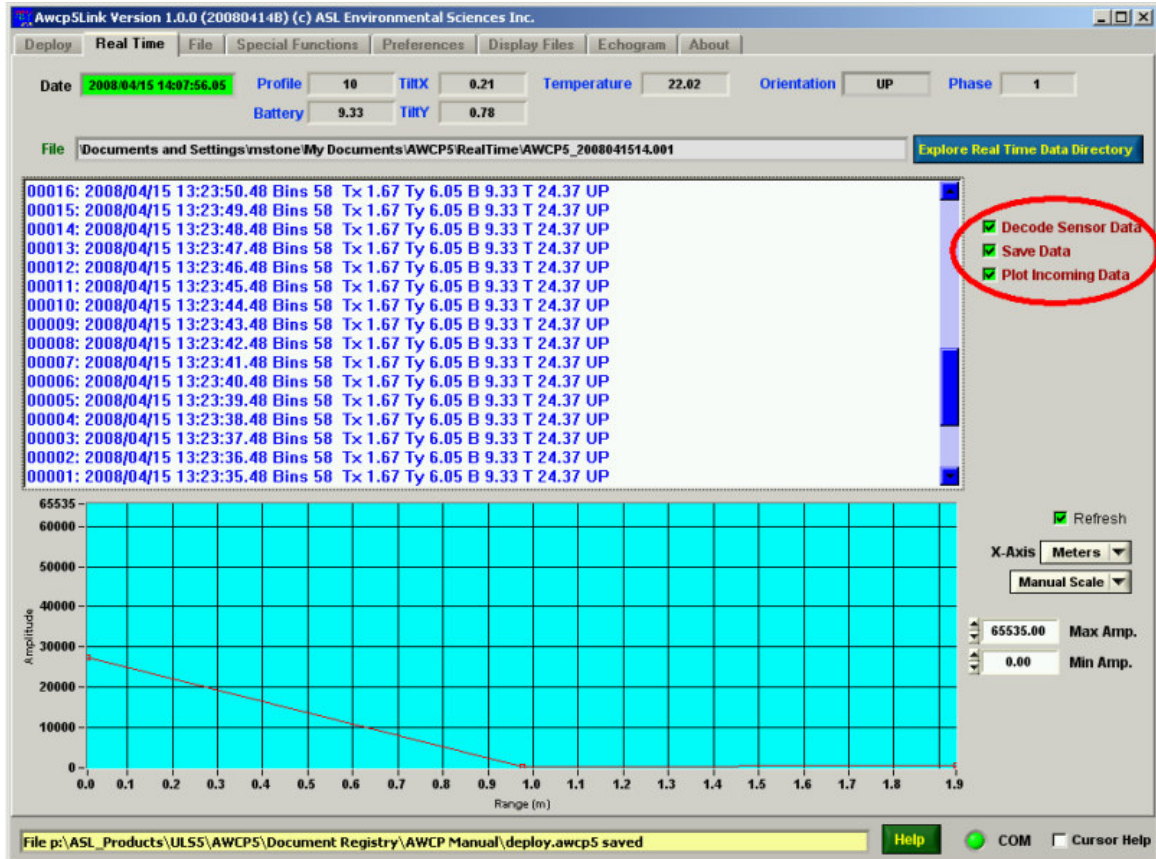 Awcp5Link Version 1.0.0 (20080414B) (c) ASL Environmental Sciences Inc.
Deploy Real Time File Special Functions Preferences Display Files Echogram About
Date 2008/04/15 14:07:56.05 Profile 10 TiltX 0.21 Temperature 22.02 Orientation UP Phase 1
Battery 9.33 TiltY 0.78
File \Documents and Settings\mstone\My Documents\AWCP5\RealTime\AWCP5_2008041514.001 Explore Real Time Data Directory
00016: 2008/04/15 13:23:50.48 Bins 58 Tx 1.67 Ty 6.05 B 9.33 T 24.37 UP
00015: 2008/04/15 13:23:49.48 Bins 58 Tx 1.67 Ty 6.05 B 9.33 T 24.37 UP
00014: 2008/04/15 13:23:48.48 Bins 58 Tx 1.67 Ty 6.05 B 9.33 T 24.37 UP
00013: 2008/04/15 13:23:47.48 Bins 58 Tx 1.67 Ty 6.05 B 9.33 T 24.37 UP
00012: 2008/04/15 13:23:46.48 Bins 58 Tx 1.67 Ty 6.05 B 9.33 T 24.37 UP
00011: 2008/04/15 13:23:45.48 Bins 58 Tx 1.67 Ty 6.05 B 9.33 T 24.37 UP
00010: 2008/04/15 13:23:44.48 Bins 58 Tx 1.67 Ty 6.05 B 9.33 T 24.37 UP
00009: 2008/04/15 13:23:43.48 Bins 58 Tx 1.67 Ty 6.05 B 9.33 T 24.37 UP
00008: 2008/04/15 13:23:42.48 Bins 58 Tx 1.67 Ty 6.05 B 9.33 T 24.37 UP
00007: 2008/04/15 13:23:41.48 Bins 58 Tx 1.67 Ty 6.05 B 9.33 T 24.37 UP
00006: 2008/04/15 13:23:40.48 Bins 58 Tx 1.67 Ty 6.05 B 9.33 T 24.37 UP
00005: 2008/04/15 13:23:39.48 Bins 58 Tx 1.67 Ty 6.05 B 9.33 T 24.37 UP
00004: 2008/04/15 13:23:38.48 Bins 58 Tx 1.67 Ty 6.05 B 9.33 T 24.37 UP
00003: 2008/04/15 13:23:37.48 Bins 58 Tx 1.67 Ty 6.05 B 9.33 T 24.37 UP
00002: 2008/04/15 13:23:36.48 Bins 58 Tx 1.67 Ty 6.05 B 9.33 T 24.37 UP
00001: 2008/04/15 13:23:35.48 Bins 58 Tx 1.67 Ty 6.05 B 9.33 T 24.37 UP
Decode Sensor Data
Save Data
Plot Incoming Data
65535
60000
50000
40000
30000
20000
10000
0
Amplitude
0.0 0.1 0.2 0.3 0.4 0.5 0.6 0.7 0.8 0.9 1.0 1.1 1.2 1.3 1.4 1.5 1.6 1.7 1.8 1.9
Range (m)
Refresh
X-Axis Meters
Manual Scale
65535.00 Max Amp.
0.00 Min Amp.
File p:\ASL_Products\ULS5\AWCP5\Document Registry\AWCP Manual\deploy.awcp5 saved Help COM Cursor Help